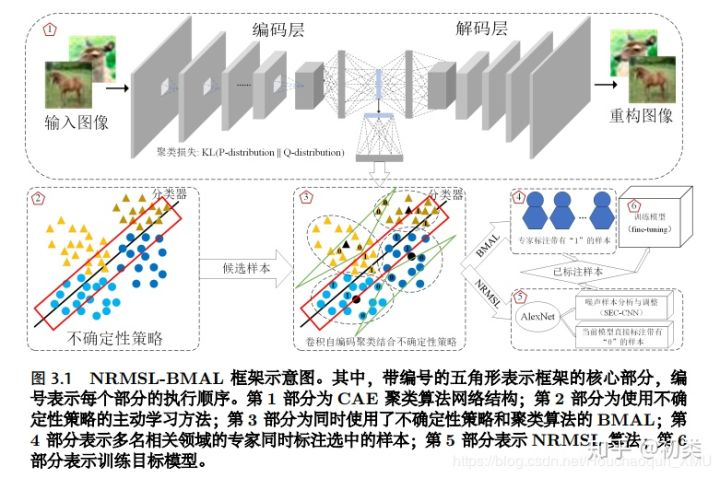 1
编码层
解码层
输入图像
重构图像
聚类损失: KL(P-distribution || Q-distribution)
2
分类器
不确定性策略
候选样本
3
分类器
卷积自编码聚类结合不确定性策略
BMAL
NRMSL
4
专家标注带有“1”的样本
6
训练模型
(fine-tuning)
已标注样本
5
AlexNet
噪声样本分析与调整
(SEC-CNN)
当前模型直接标注带有
“0”的样本
图 3.1 NRMSL-BMAL 框架示意图。其中，带编号的五角形表示框架的核心部分，编
号表示每个部分的执行顺序。第 1 部分为 CAE 聚类算法网络结构；第 2 部分为使用不确
定性策略的主动学习方法；第 3 部分为同时使用了不确定性策略和聚类算法的 BMAL；第
4 部分表示多名相关领域的专家同时标注选中的样本；第 5 部分表示 NRMSL 算法；第 6
部分表示训练目标模型。
知乎 @初类